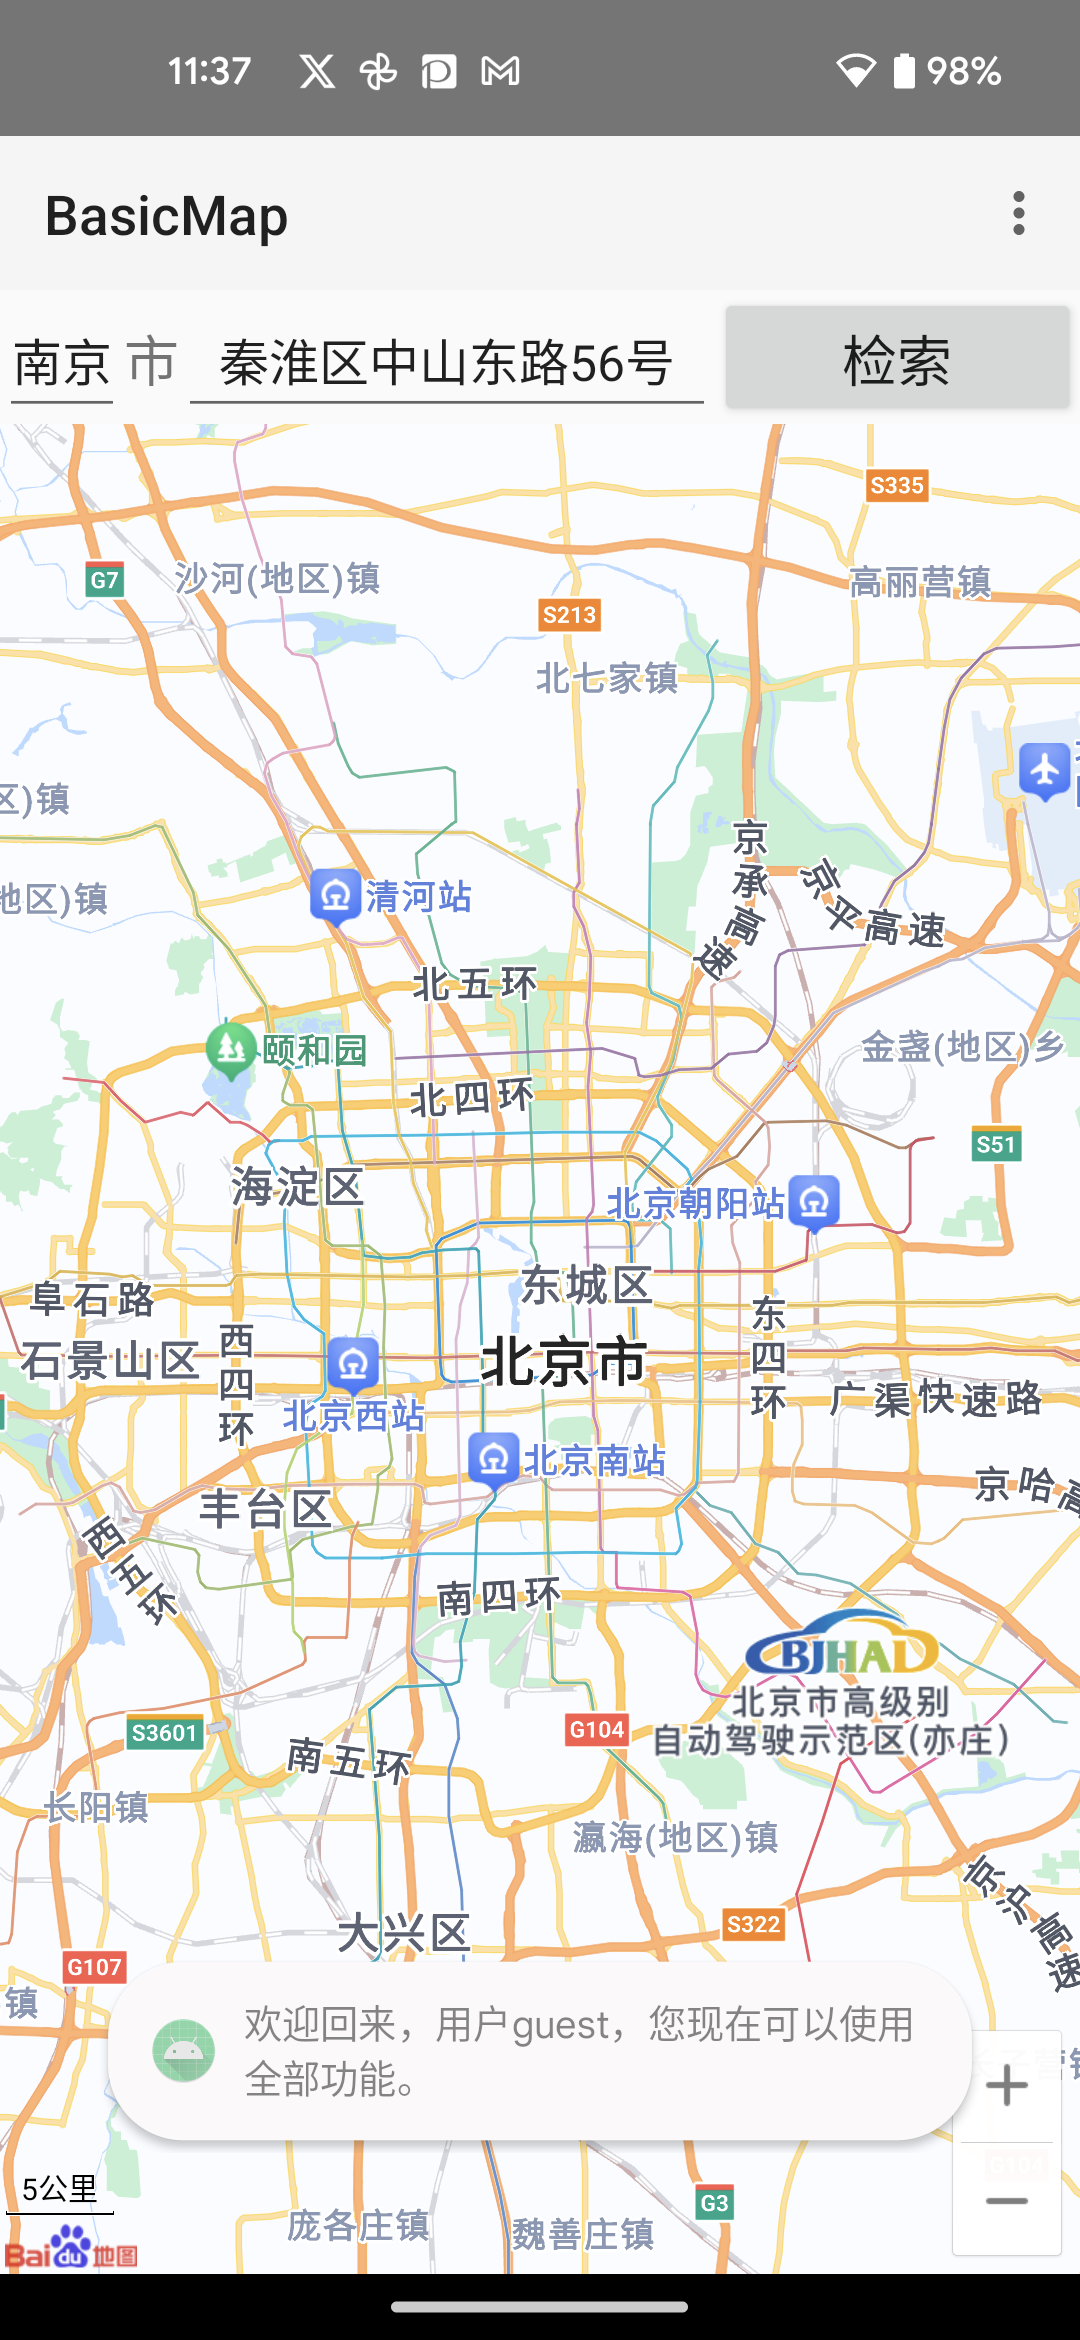 11:37
98%
BasicMap
南京 市 秦淮区中山东路56号 检索
S335
G7
沙河(地区)镇
高丽营镇
S213
北七家镇
区)镇
京承高速
京平高速
地区)镇
清河站
北五环
颐和园
金盏(地区)乡
北四环
S51
海淀区
北京朝阳站
东城区
阜石路
东四环
西四环
石景山区
北京市
广渠快速路
北京西站
北京南站
京哈高
丰台区
西五环
南四环
BJHAD
北京市高级别
自动驾驶示范区(亦庄)
S3601
G104
南五环
长阳镇
瀛海(地区)镇
京沪高速
大兴区
S322
G107
镇
欢迎回来，用户guest，您现在可以使用
全部功能。
5公里
G3
庞各庄镇
魏善庄镇
Bai du 地图